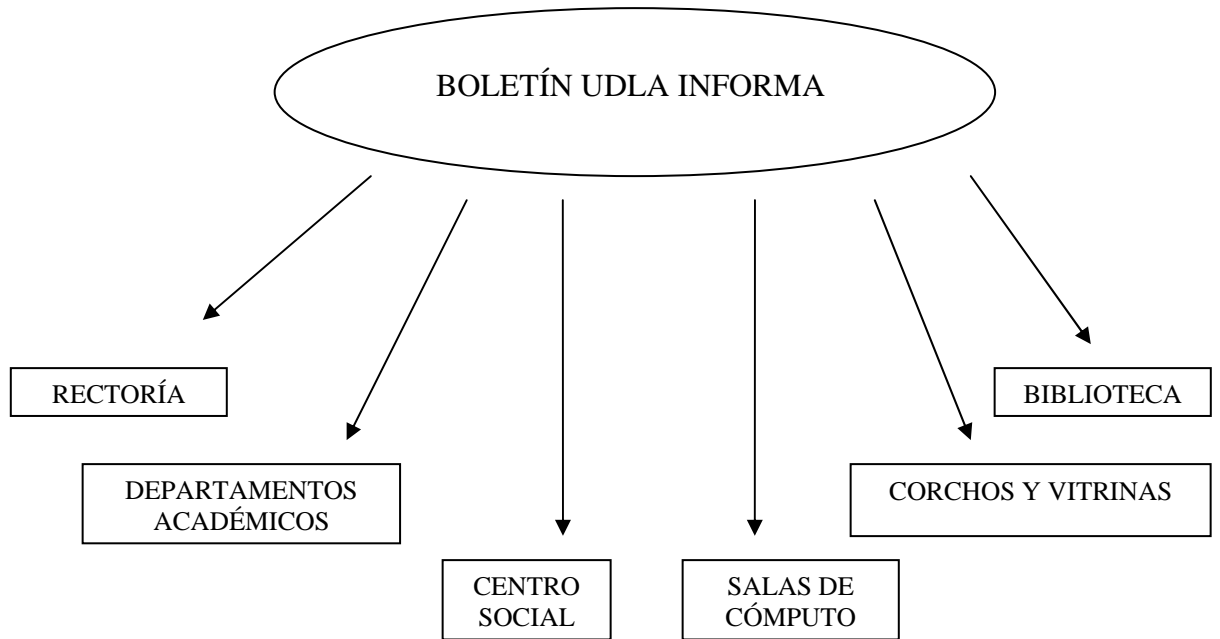 BOLETÍN UDLA INFORMA
RECTORÍA
BIBLIOTECA
DEPARTAMENTOS
ACADÉMICOS
CORCHOS Y VITRINAS
CENTRO
SOCIAL
SALAS DE
CÓMPUTO